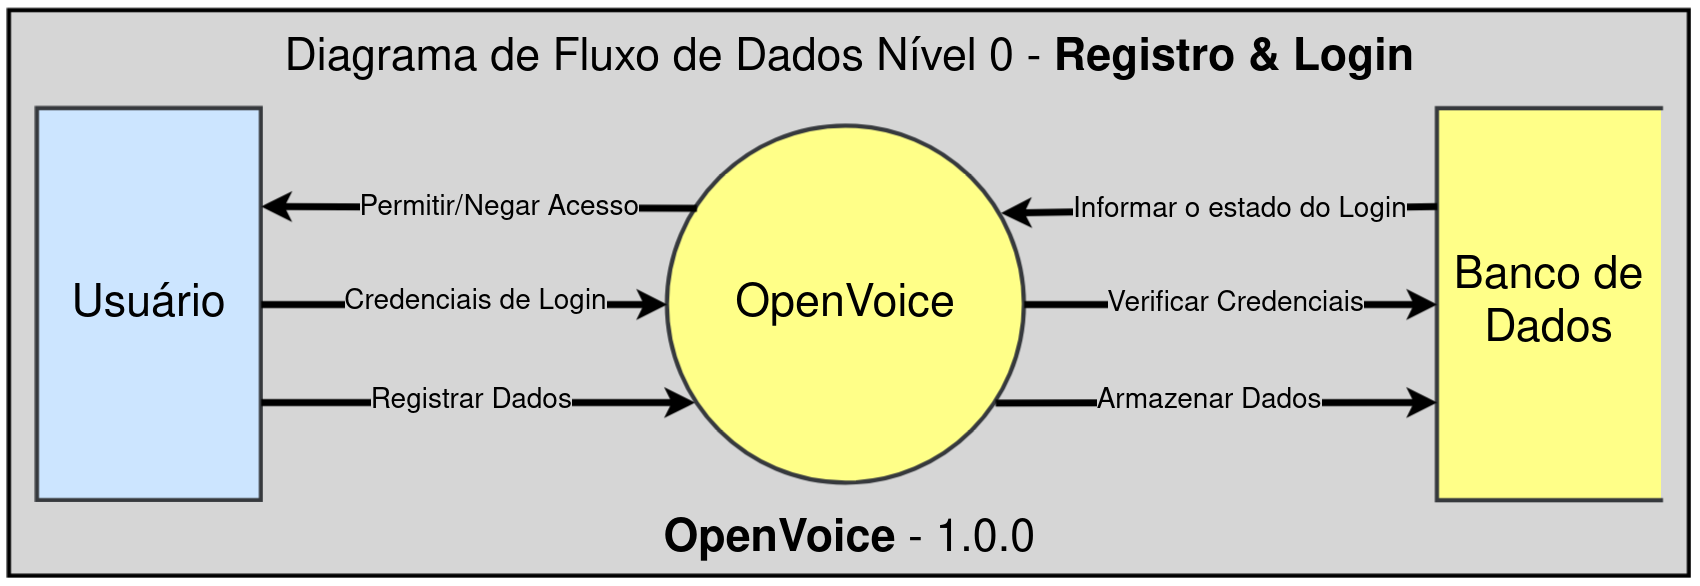 Diagrama de Fluxo de Dados Nível 0 - Registro & Login
Permitir/Negar Acesso
Informar o estado do Login
Usuário
Credenciais de Login
OpenVoice
Verificar Credenciais
Banco de
Dados
Registrar Dados
Armazenar Dados
OpenVoice - 1.0.0